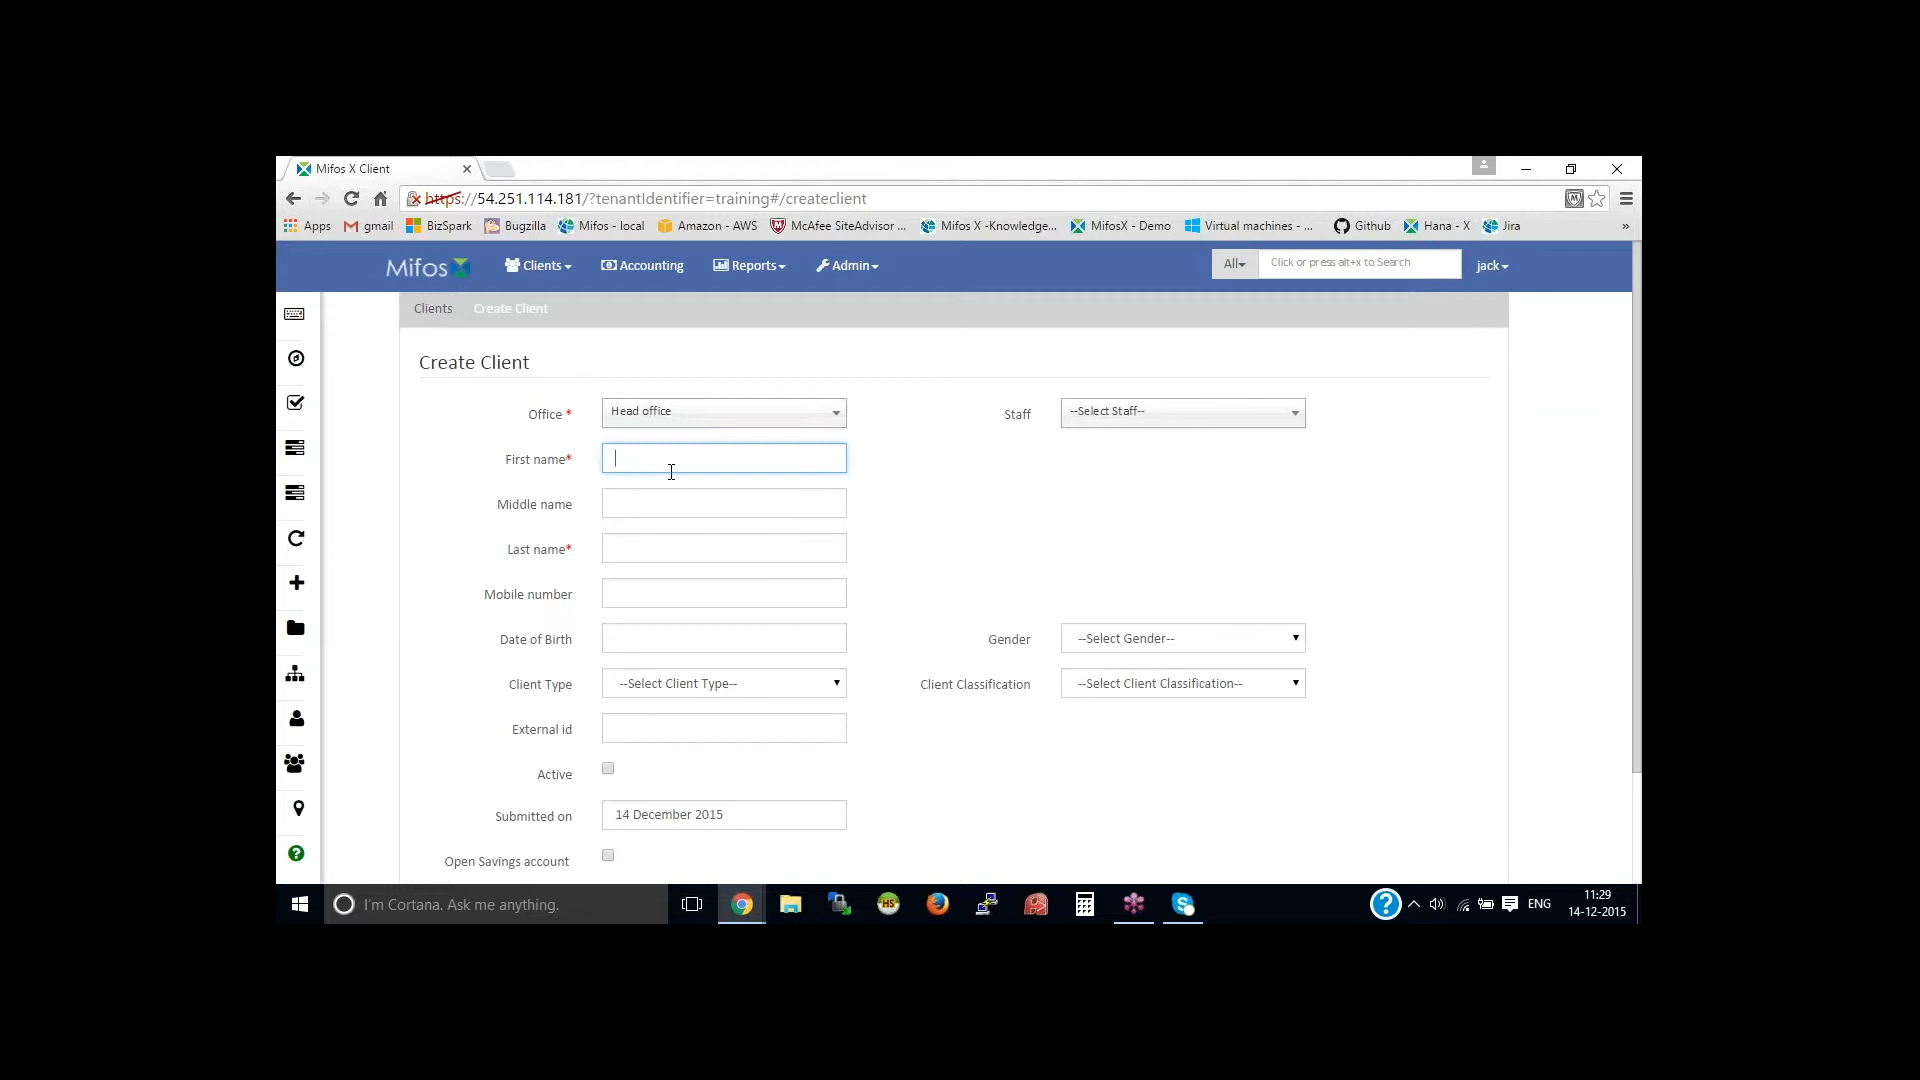 Mifos X Client
https://54.251.114.181/?tenantIdentifier=training#/createclient
Apps gmail BizSpark Bugzilla Mifos - local Amazon - AWS McAfee SiteAdvisor ... Mifos X -Knowledge... MifosX - Demo Virtual machines - ... Github Hana - X Jira »
Mifos Clients Accounting Reports Admin All Click or press alt+x to Search jack
Clients Create Client
Create Client
Office * Head office Staff --Select Staff--
First name*
Middle name
Last name*
Mobile number
Date of Birth Gender --Select Gender--
Client Type --Select Client Type-- Client Classification --Select Client Classification--
External id
Active
Submitted on 14 December 2015
Open Savings account
I'm Cortana. Ask me anything. HS ? ENG 11:29
14-12-2015